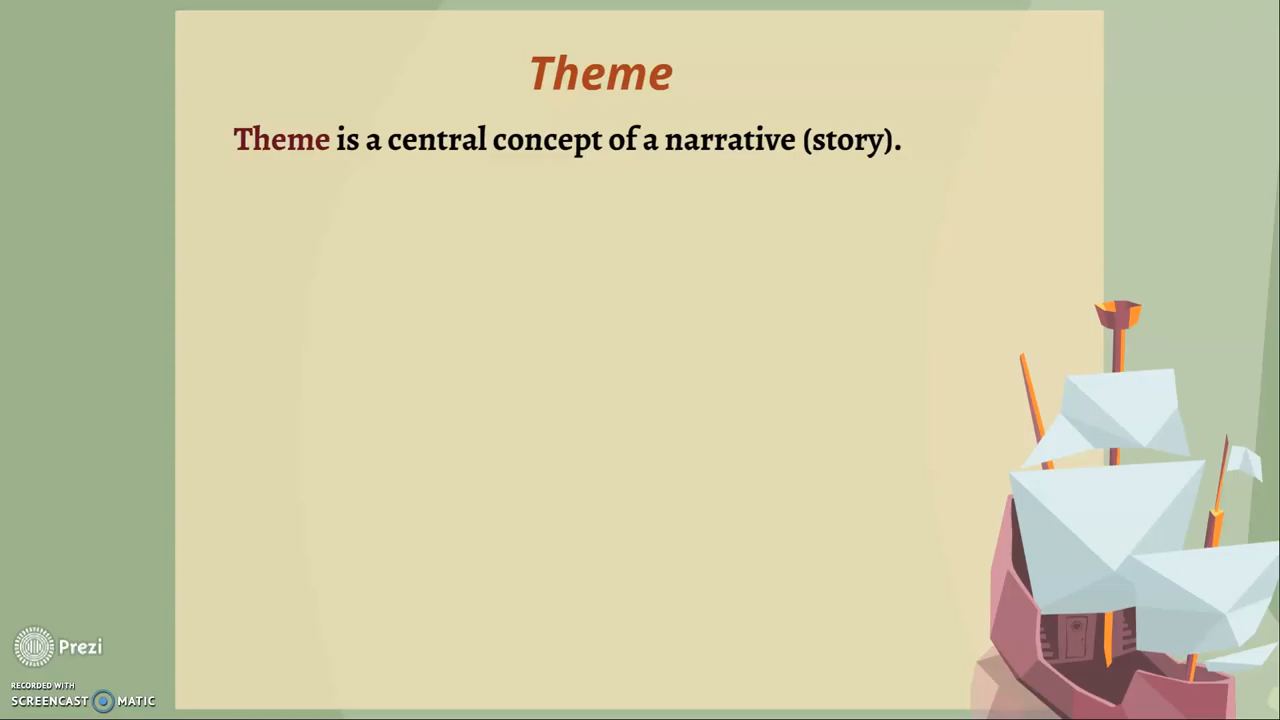 Theme
Theme is a central concept of a narrative (story).
Prezi
RECORDED WITH
SCREENCAST MATIC